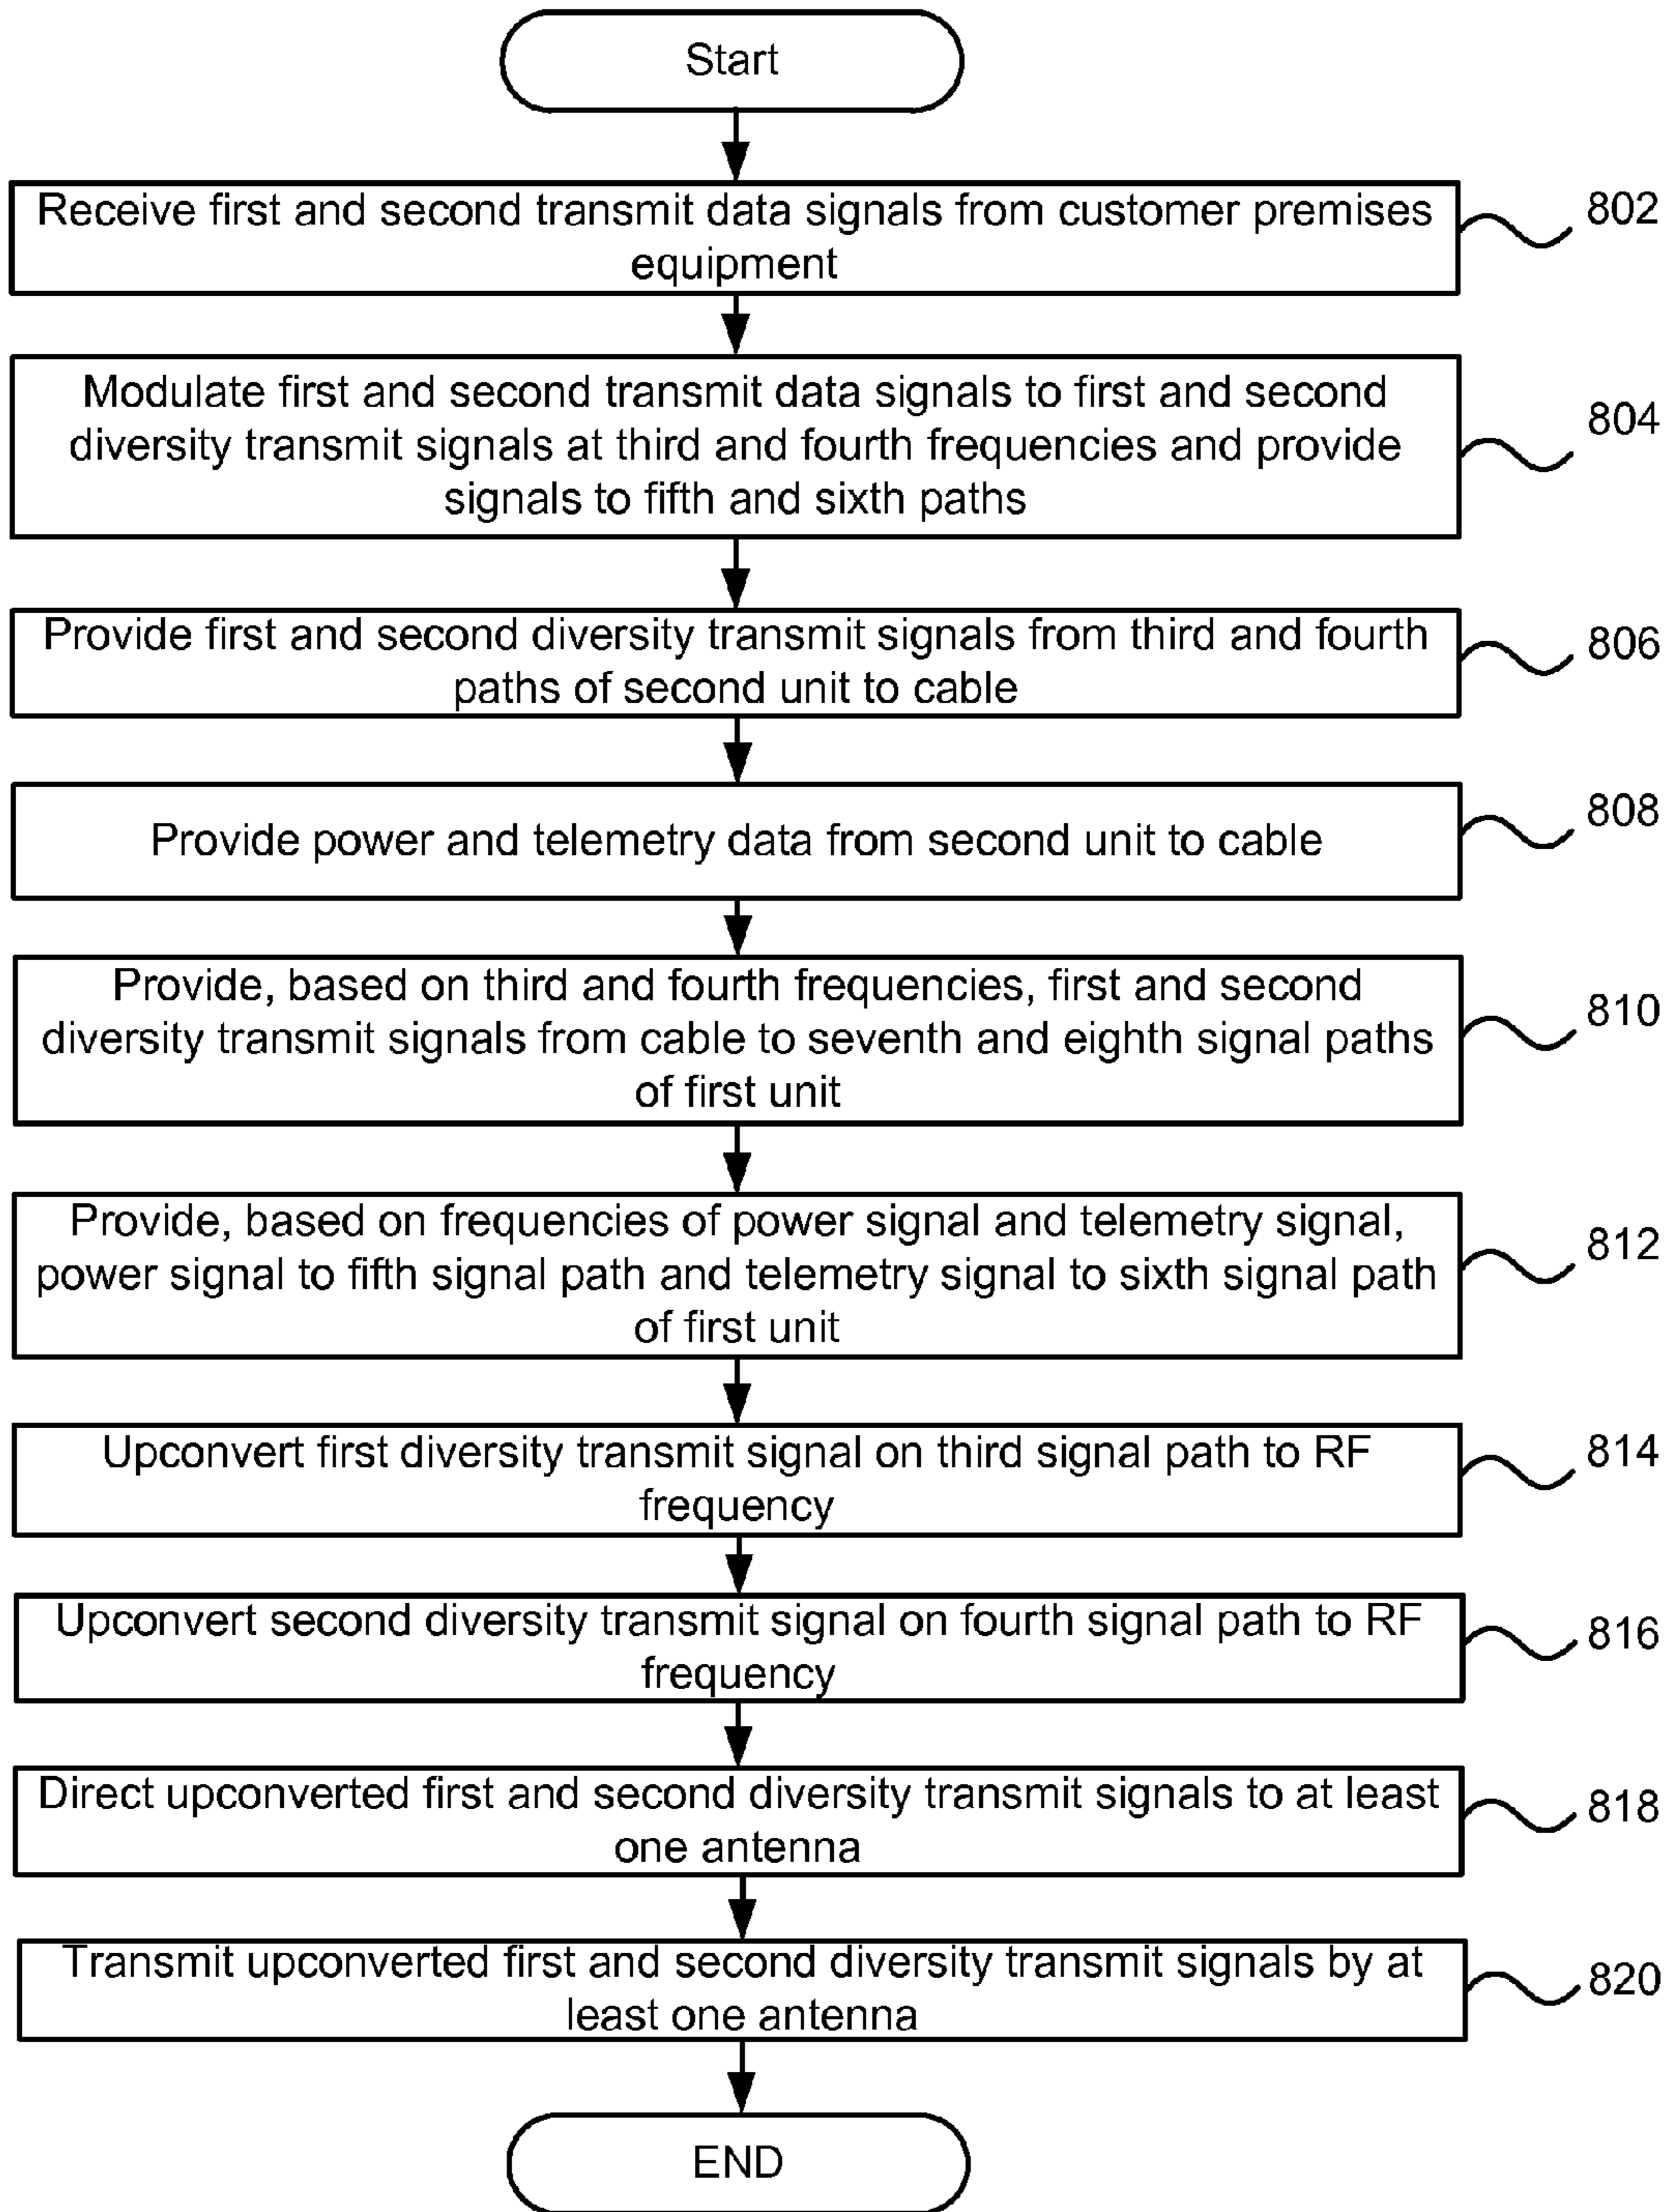 Start
Receive first and second transmit data signals from customer premises
equipment
802
Modulate first and second transmit data signals to first and second
diversity transmit signals at third and fourth frequencies and provide
signals to fifth and sixth paths
804
Provide first and second diversity transmit signals from third and fourth
paths of second unit to cable
806
Provide power and telemetry data from second unit to cable
808
Provide, based on third and fourth frequencies, first and second
diversity transmit signals from cable to seventh and eighth signal paths
of first unit
810
Provide, based on frequencies of power signal and telemetry signal,
power signal to fifth signal path and telemetry signal to sixth signal path
of first unit
812
Upconvert first diversity transmit signal on third signal path to RF
frequency
814
Upconvert second diversity transmit signal on fourth signal path to RF
frequency
816
Direct upconverted first and second diversity transmit signals to at least
one antenna
818
Transmit upconverted first and second diversity transmit signals by at
least one antenna
820
END